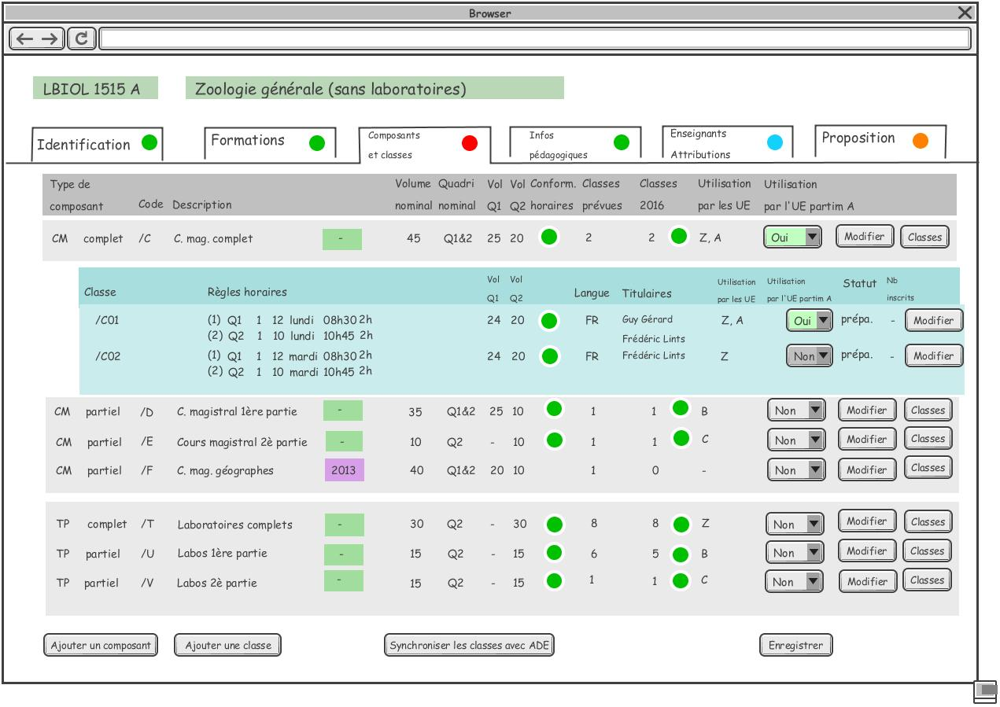 Browser
LBIOL 1515 A Zoologie générale (sans laboratoires)
Identification Formations Composants et classes Infos pédagogiques Enseignants Attributions Proposition
Type de composant Code Description Volume nominal Quadri nominal Vol Q1 Vol Q2 Conform. horaires Classes prévues Classes 2016 Utilisation par les UE Utilisation par l'UE partim A
CM complet /C C. mag. complet - 45 Q1&2 25 20 2 2 Z, A Oui Modifier Classes
Classe Règles horaires Vol Q1 Vol Q2 Langue Titulaires Utilisation par les UE Utilisation par l'UE partim A Statut Nb inscrits
/C01 (1) Q1 1 12 lundi 08h30 2h 24 20 FR Guy Gérard Z, A Oui prépa. - Modifier
(2) Q2 1 10 lundi 10h45 2h Frédéric Lints
/C02 (1) Q1 1 12 mardi 08h30 2h 24 20 FR Frédéric Lints Z Non prépa. - Modifier
(2) Q2 1 10 mardi 10h45 2h
CM partiel /D C. magistral 1ère partie - 35 Q1&2 25 10 1 1 B Non Modifier Classes
CM partiel /E Cours magistral 2è partie - 10 Q2 - 10 1 1 C Non Modifier Classes
CM partiel /F C. mag. géographes 2013 40 Q1&2 20 10 1 0 - Non Modifier Classes
TP complet /T Laboratoires complets - 30 Q2 - 30 8 8 Z Non Modifier Classes
TP partiel /U Labos 1ère partie - 15 Q2 - 15 6 5 B Non Modifier Classes
TP partiel /V Labos 2è partie - 15 Q2 - 15 1 1 C Non Modifier Classes
Ajouter un composant Ajouter une classe Synchroniser les classes avec ADE Enregistrer